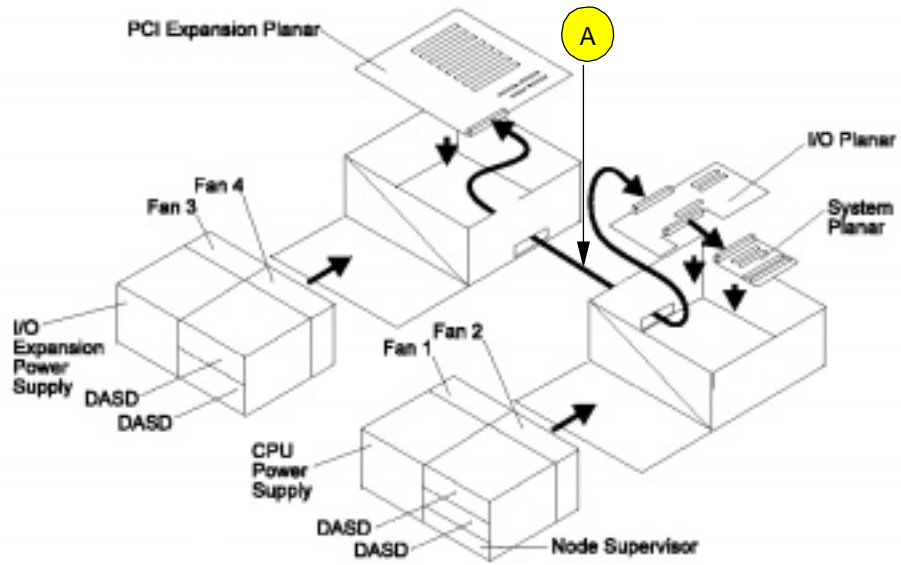 PCI Expansion Planar
A
I/O Planar
Fan 4
Fan 3
System
Planar
I/O
Expansion
Power
Supply
Fan 2
Fan 1
DASD
DASD
CPU
Power
Supply
DASD
DASD
Node Supervisor